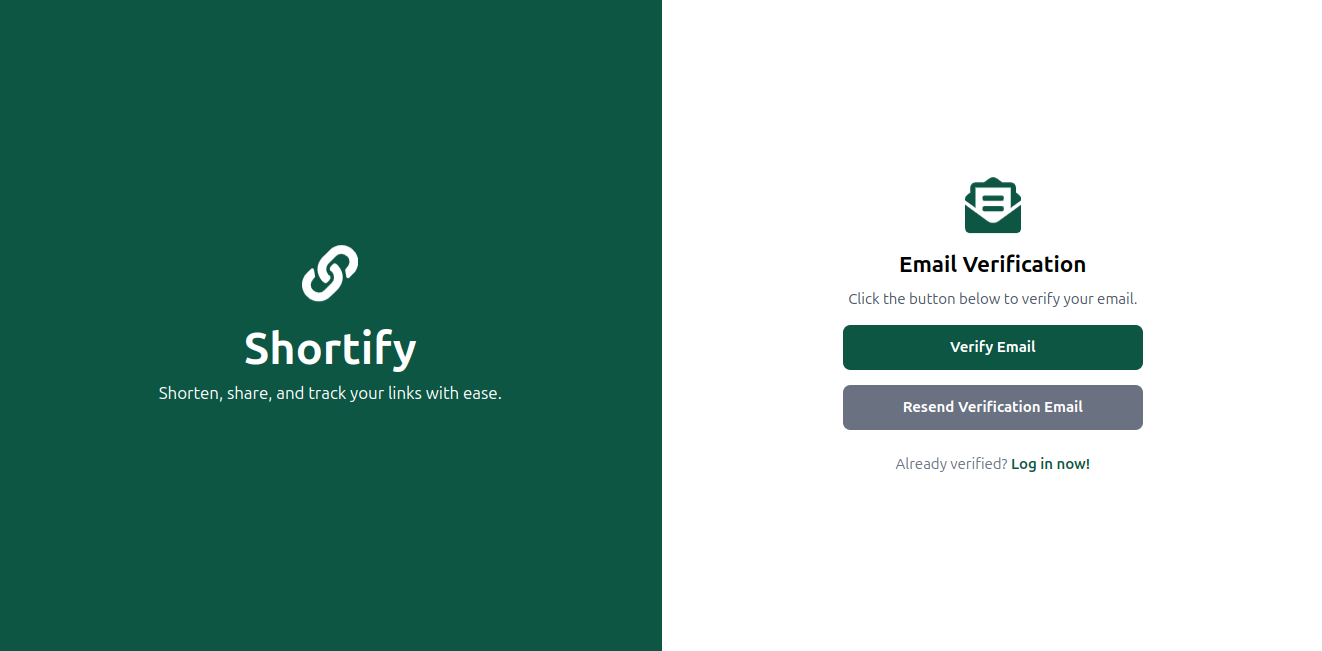 Shortify
Shorten, share, and track your links with ease.
Email Verification
Click the button below to verify your email.
Verify Email
Resend Verification Email
Already verified? Log in now!